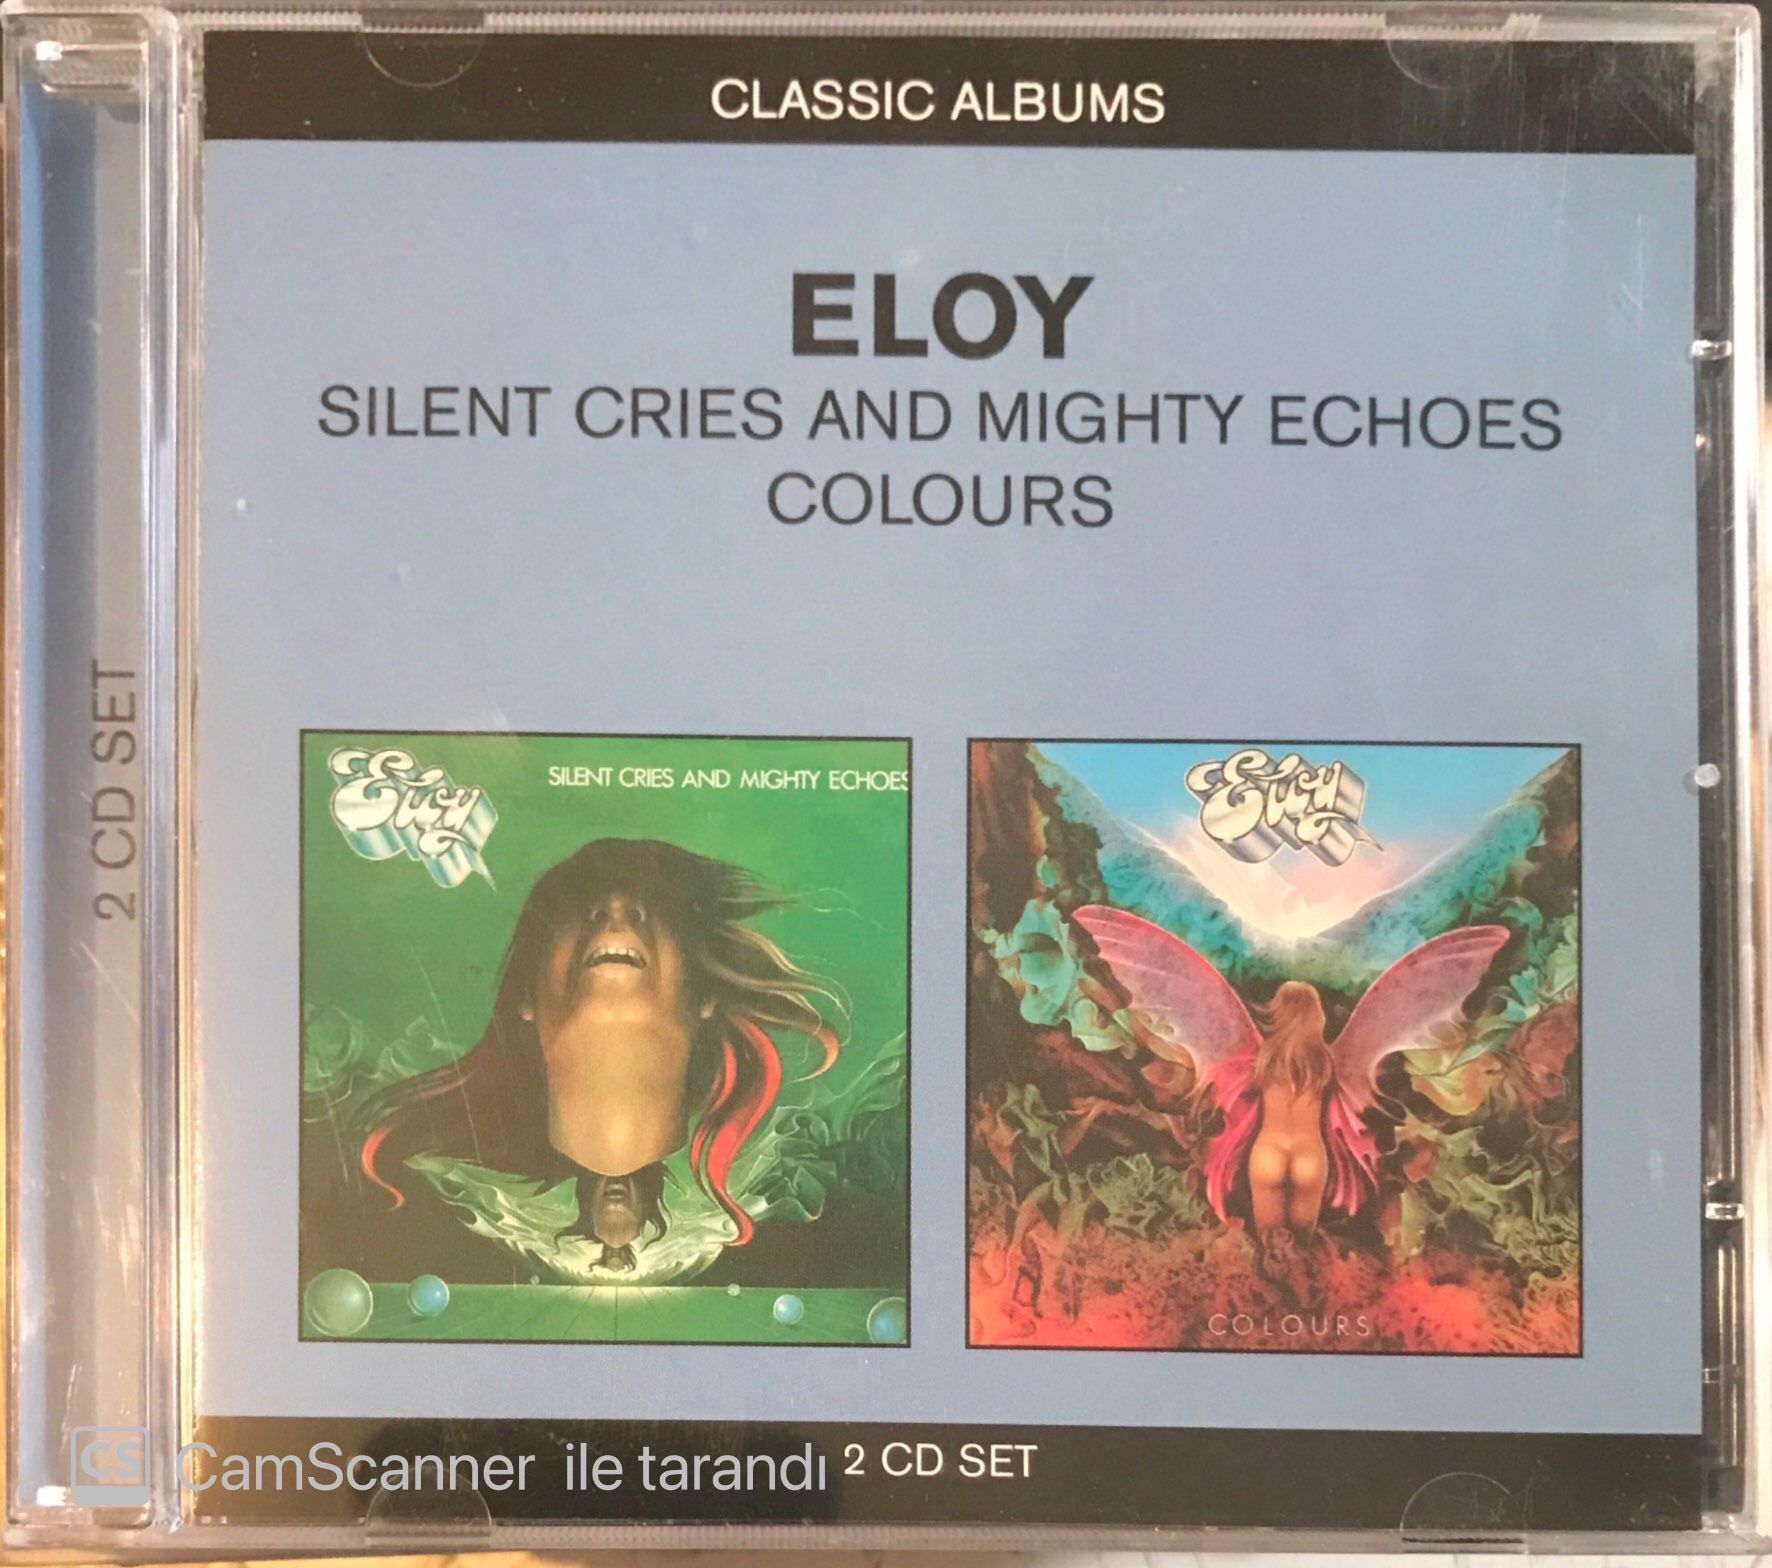 CLASSIC ALBUMS
ELOY
SILENT CRIES AND MIGHTY ECHOES
COLOURS
2 CD SET
Eloy
SILENT CRIES AND MIGHTY ECHOES
Eloy
COLOURS
CS CamScanner ile tarandı
2 CD SET